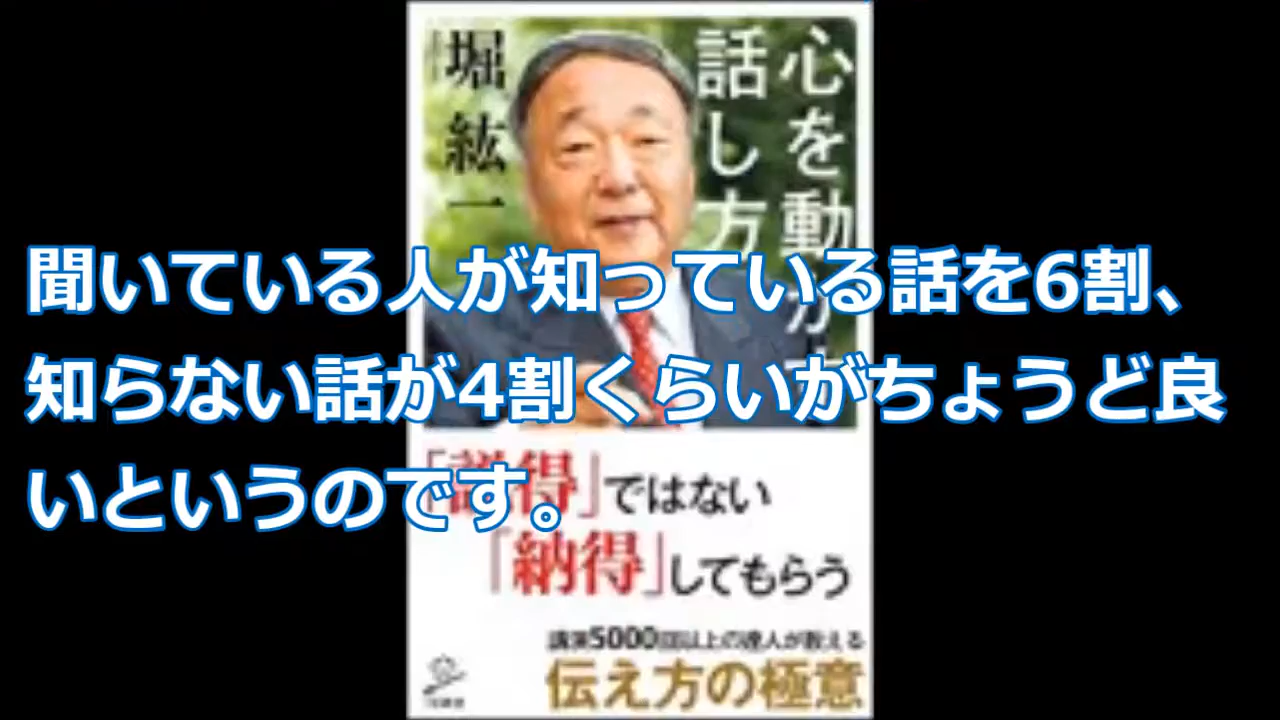 心を動かす
話し方
堀紘一
聞いている人が知っている話を6割、
知らない話が4割くらいがちょうど良
いというのです。
「説得」ではない
「納得」してもらう
講演5000回以上の達人が教える
伝え方の極意